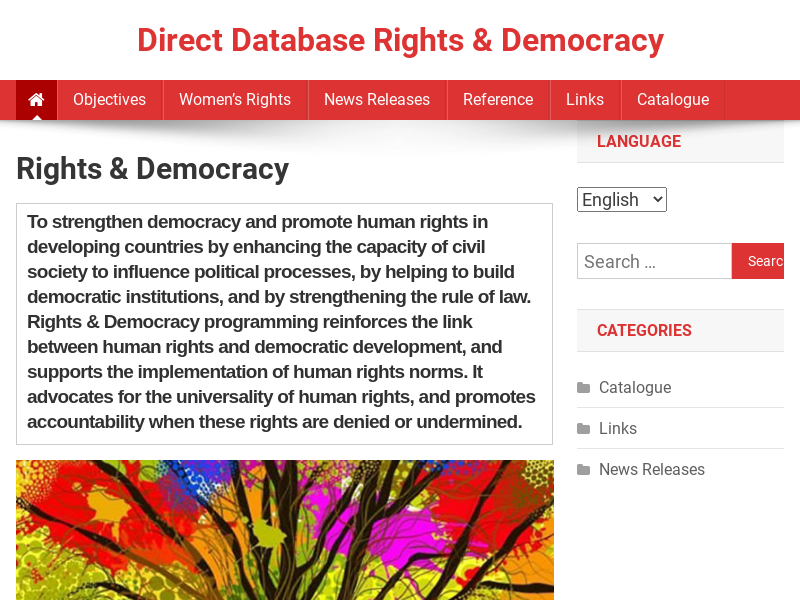 Direct Database Rights & Democracy
Objectives
Women’s Rights
News Releases
Reference
Links
Catalogue
Rights & Democracy
To strengthen democracy and promote human rights in
developing countries by enhancing the capacity of civil
society to influence political processes, by helping to build
democratic institutions, and by strengthening the rule of law.
Rights & Democracy programming reinforces the link
between human rights and democratic development, and
supports the implementation of human rights norms. It
advocates for the universality of human rights, and promotes
accountability when these rights are denied or undermined.
LANGUAGE
English
Search …
Searc
CATEGORIES
Catalogue
Links
News Releases